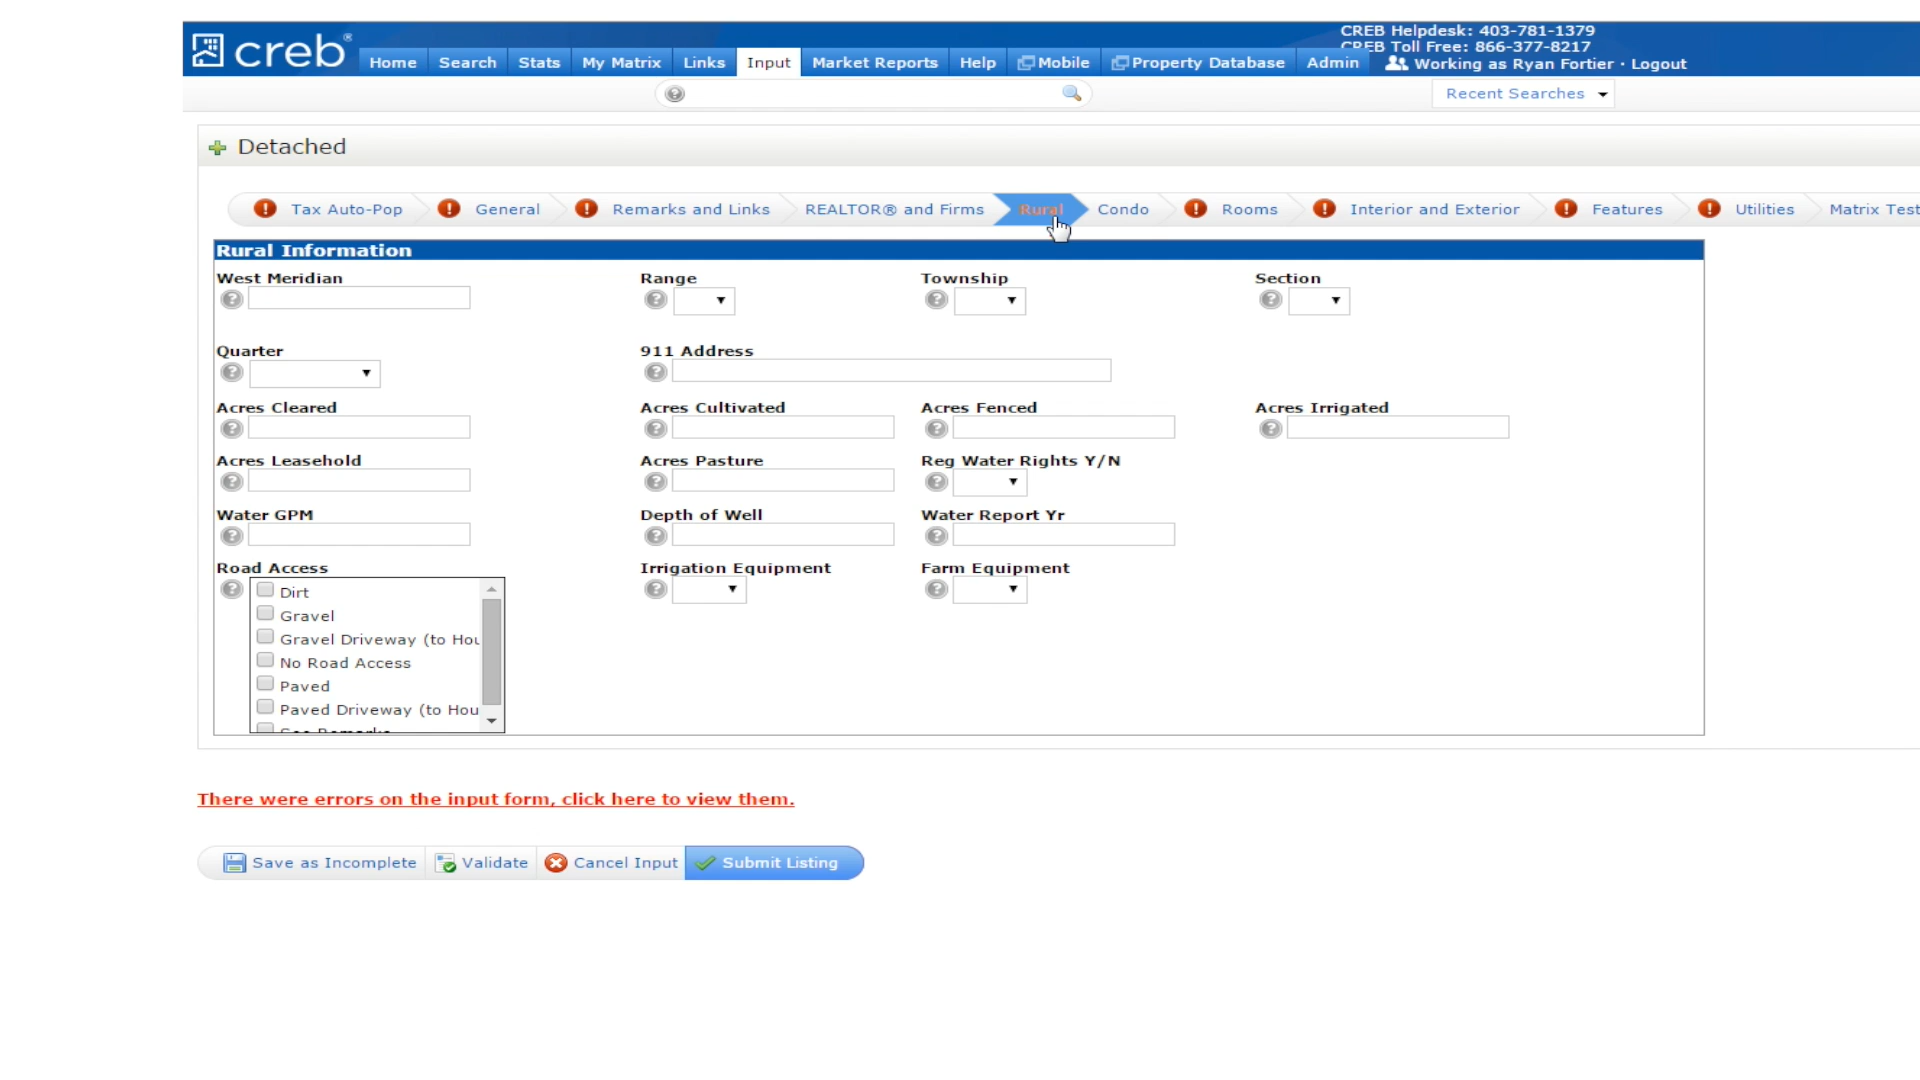 creb®
CREB Helpdesk: 403-781-1379
CREB Toll Free: 866-377-8217
Home Search Stats My Matrix Links Input Market Reports Help Mobile Property Database Admin Working as Ryan Fortier · Logout
Recent Searches
Detached
Tax Auto-Pop General Remarks and Links REALTOR® and Firms Rural Condo Rooms Interior and Exterior Features Utilities Matrix Test
Rural Information
West Meridian Range Township Section
Quarter 911 Address
Acres Cleared Acres Cultivated Acres Fenced Acres Irrigated
Acres Leasehold Acres Pasture Reg Water Rights Y/N
Water GPM Depth of Well Water Report Yr
Road Access Irrigation Equipment Farm Equipment
Dirt
Gravel
Gravel Driveway (to Hou
No Road Access
Paved
Paved Driveway (to Hou
See Remarks
There were errors on the input form, click here to view them.
Save as Incomplete Validate Cancel Input Submit Listing